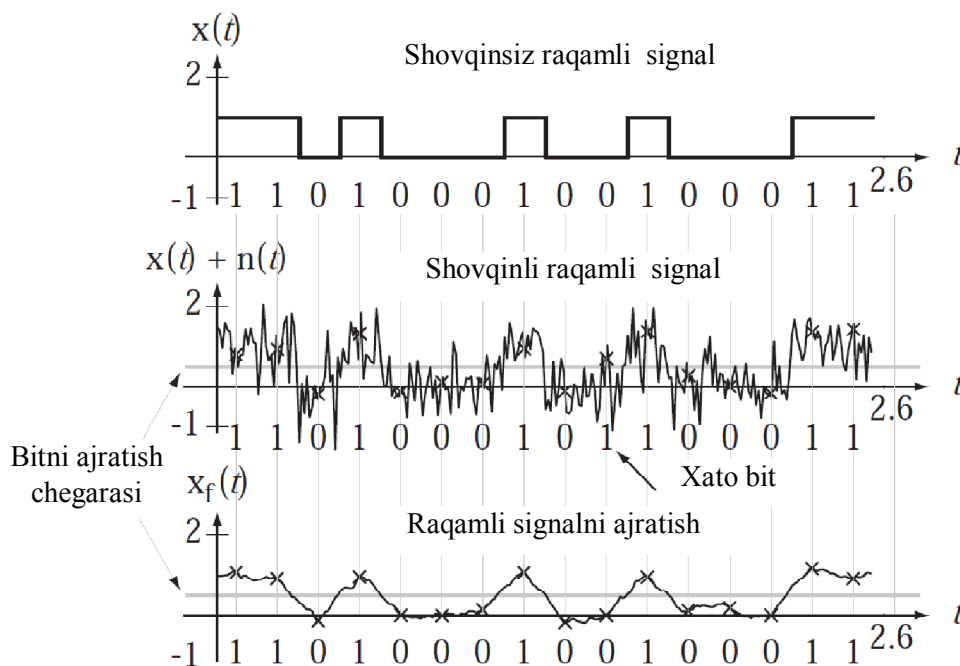 x(t)
Shovqinsiz raqamli signal
2
t
-1 1 1 0 1 0 0 0 1 0 0 1 0 0 0 1 1 2.6
x(t) + n(t)
Shovqinli raqamli signal
2
t
-1 1 1 0 1 0 0 0 1 0 1 1 0 0 0 1 1 2.6
Bitni ajratish
chegarasi
Xato bit
x_f(t)
Raqamli signalni ajratish
2
t
-1 1 1 0 1 0 0 0 1 0 0 1 0 0 0 1 1 2.6